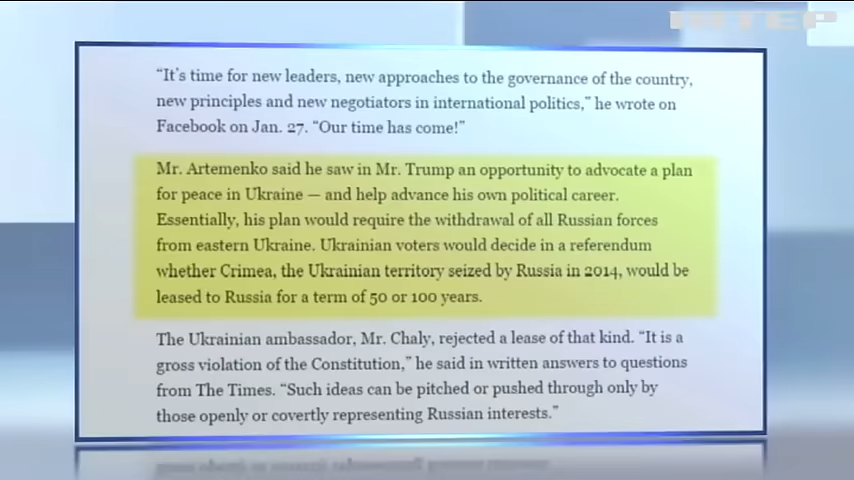 ІНТЕР
“It's time for new leaders, new approaches to the governance of the country,
new principles and new negotiators in international politics,” he wrote on
Facebook on Jan. 27. “Our time has come!”
Mr. Artemenko said he saw in Mr. Trump an opportunity to advocate a plan
for peace in Ukraine — and help advance his own political career.
Essentially, his plan would require the withdrawal of all Russian forces
from eastern Ukraine. Ukrainian voters would decide in a referendum
whether Crimea, the Ukrainian territory seized by Russia in 2014, would be
leased to Russia for a term of 50 or 100 years.
The Ukrainian ambassador, Mr. Chaly, rejected a lease of that kind. “It is a
gross violation of the Constitution,” he said in written answers to questions
from The Times. “Such ideas can be pitched or pushed through only by
those openly or covertly representing Russian interests.”